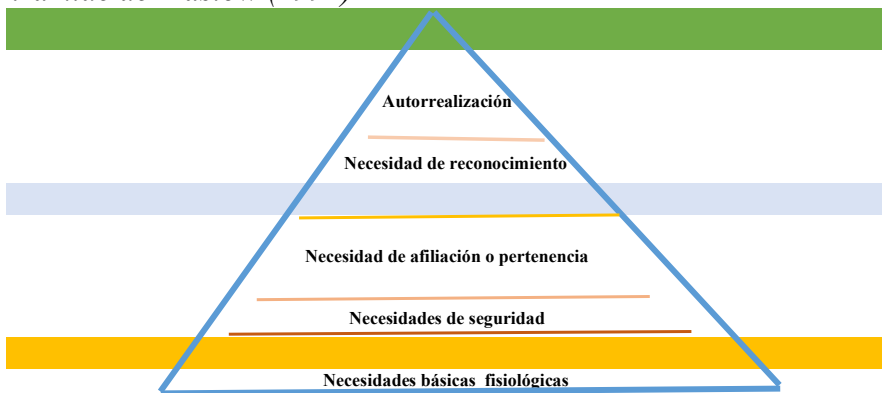 Autorrealización
Necesidad de reconocimiento
Necesidad de afiliación o pertenencia
Necesidades de seguridad
Necesidades básicas fisiológicas